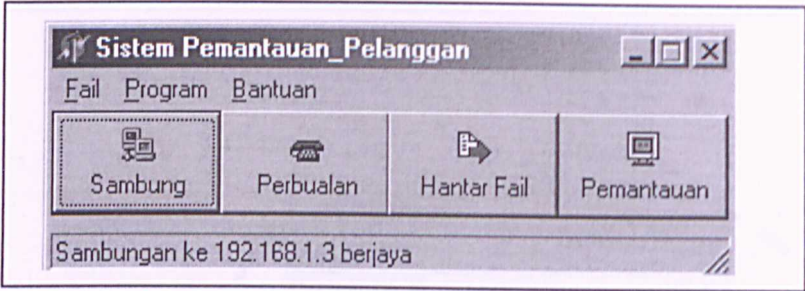 Sistem Pemantauan_Pelanggan
Fail Program Bantuan
Sambung Perbualan Hantar Fail Pemantauan
Sambungan ke 192.168.1.3 berjaya